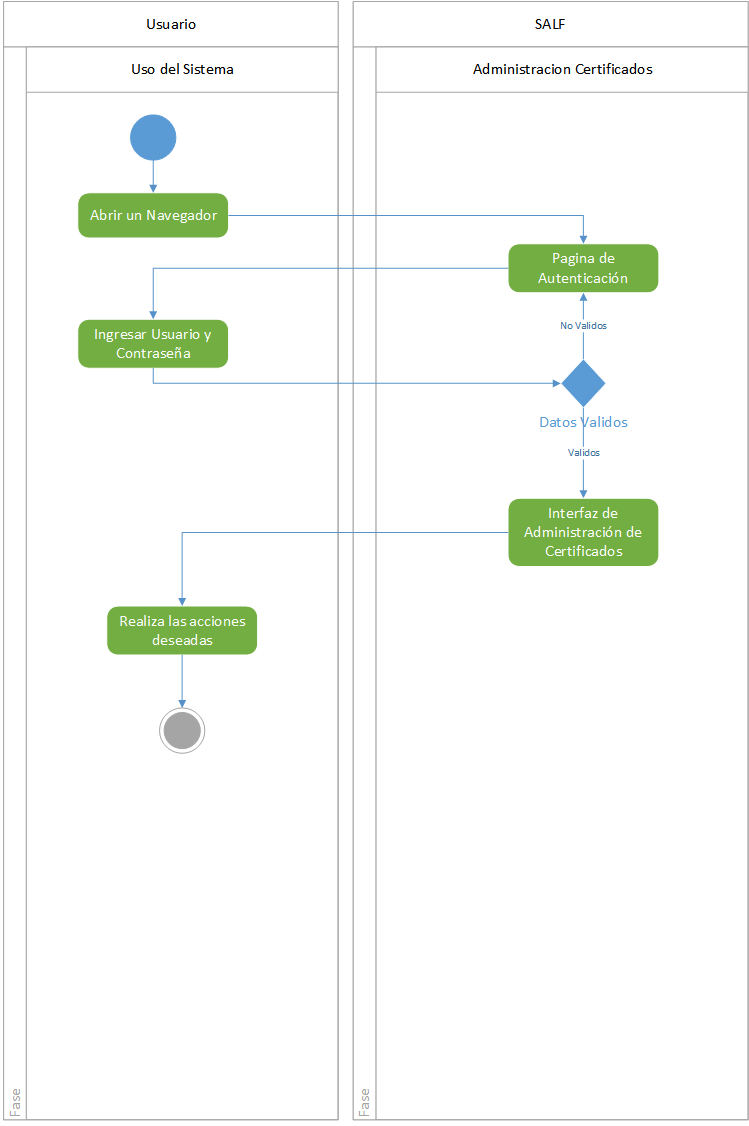 Usuario
SALF
Uso del Sistema
Administracion Certificados
Abrir un Navegador
Pagina de
Autenticación
No Validos
Ingresar Usuario y
Contraseña
Datos Validos
Validos
Interfaz de
Administración de
Certificados
Realiza las acciones
deseadas
Fase
Fase